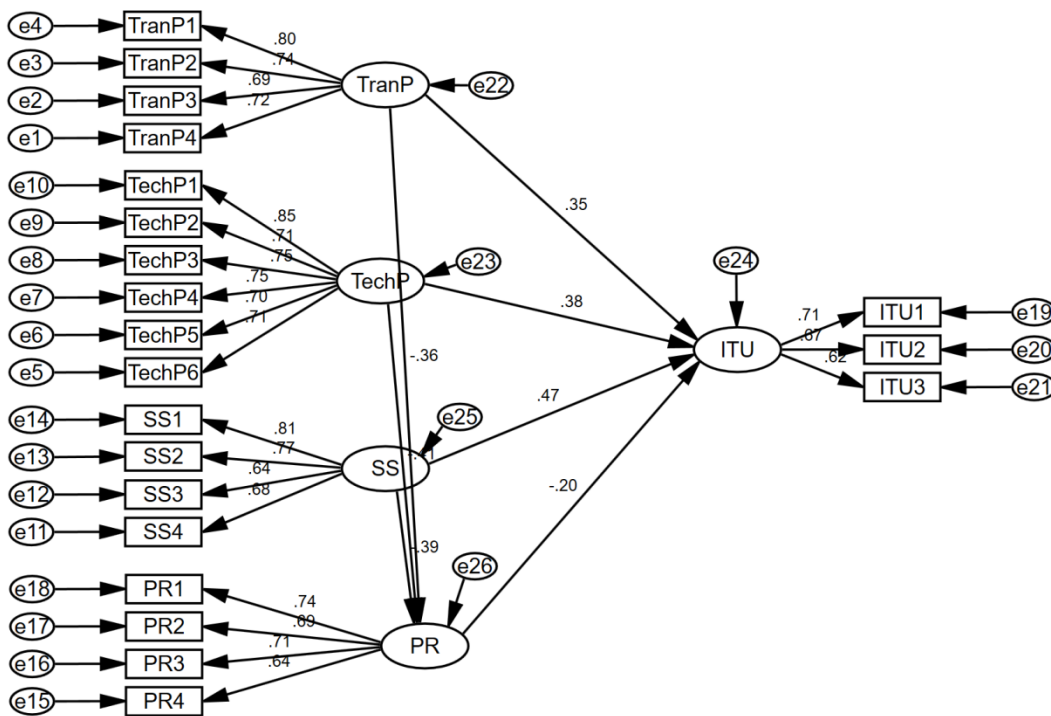 e4 TranP1 .80
e3 TranP2 .74
e2 TranP3 .69
e1 TranP4 .72
TranP e22
e10 TechP1 .85
e9 TechP2 .71
e8 TechP3 .75
e7 TechP4 .75
e6 TechP5 .70
e5 TechP6 .71
TechP e23
.35
.38
-.36
e24
ITU
.71 ITU1 e19
.67 ITU2 e20
.62 ITU3 e21
e14 SS1 .81
e13 SS2 .77
e12 SS3 .64
e11 SS4 .68
SS e25
.47
-.20
-.39
e18 PR1 .74
e17 PR2 .69
e16 PR3 .71
e15 PR4 .64
PR e26